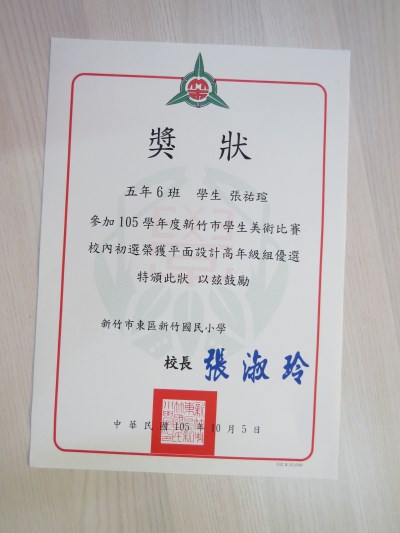 獎狀
五年6班 學生 張祐瑄
參加105學年度新竹市學生美術比賽
校內初選榮獲平面設計高年級組優選
特頒此狀 以茲鼓勵
新竹市東區新竹國民小學
校長 張淑玲
中華民國105年10月5日